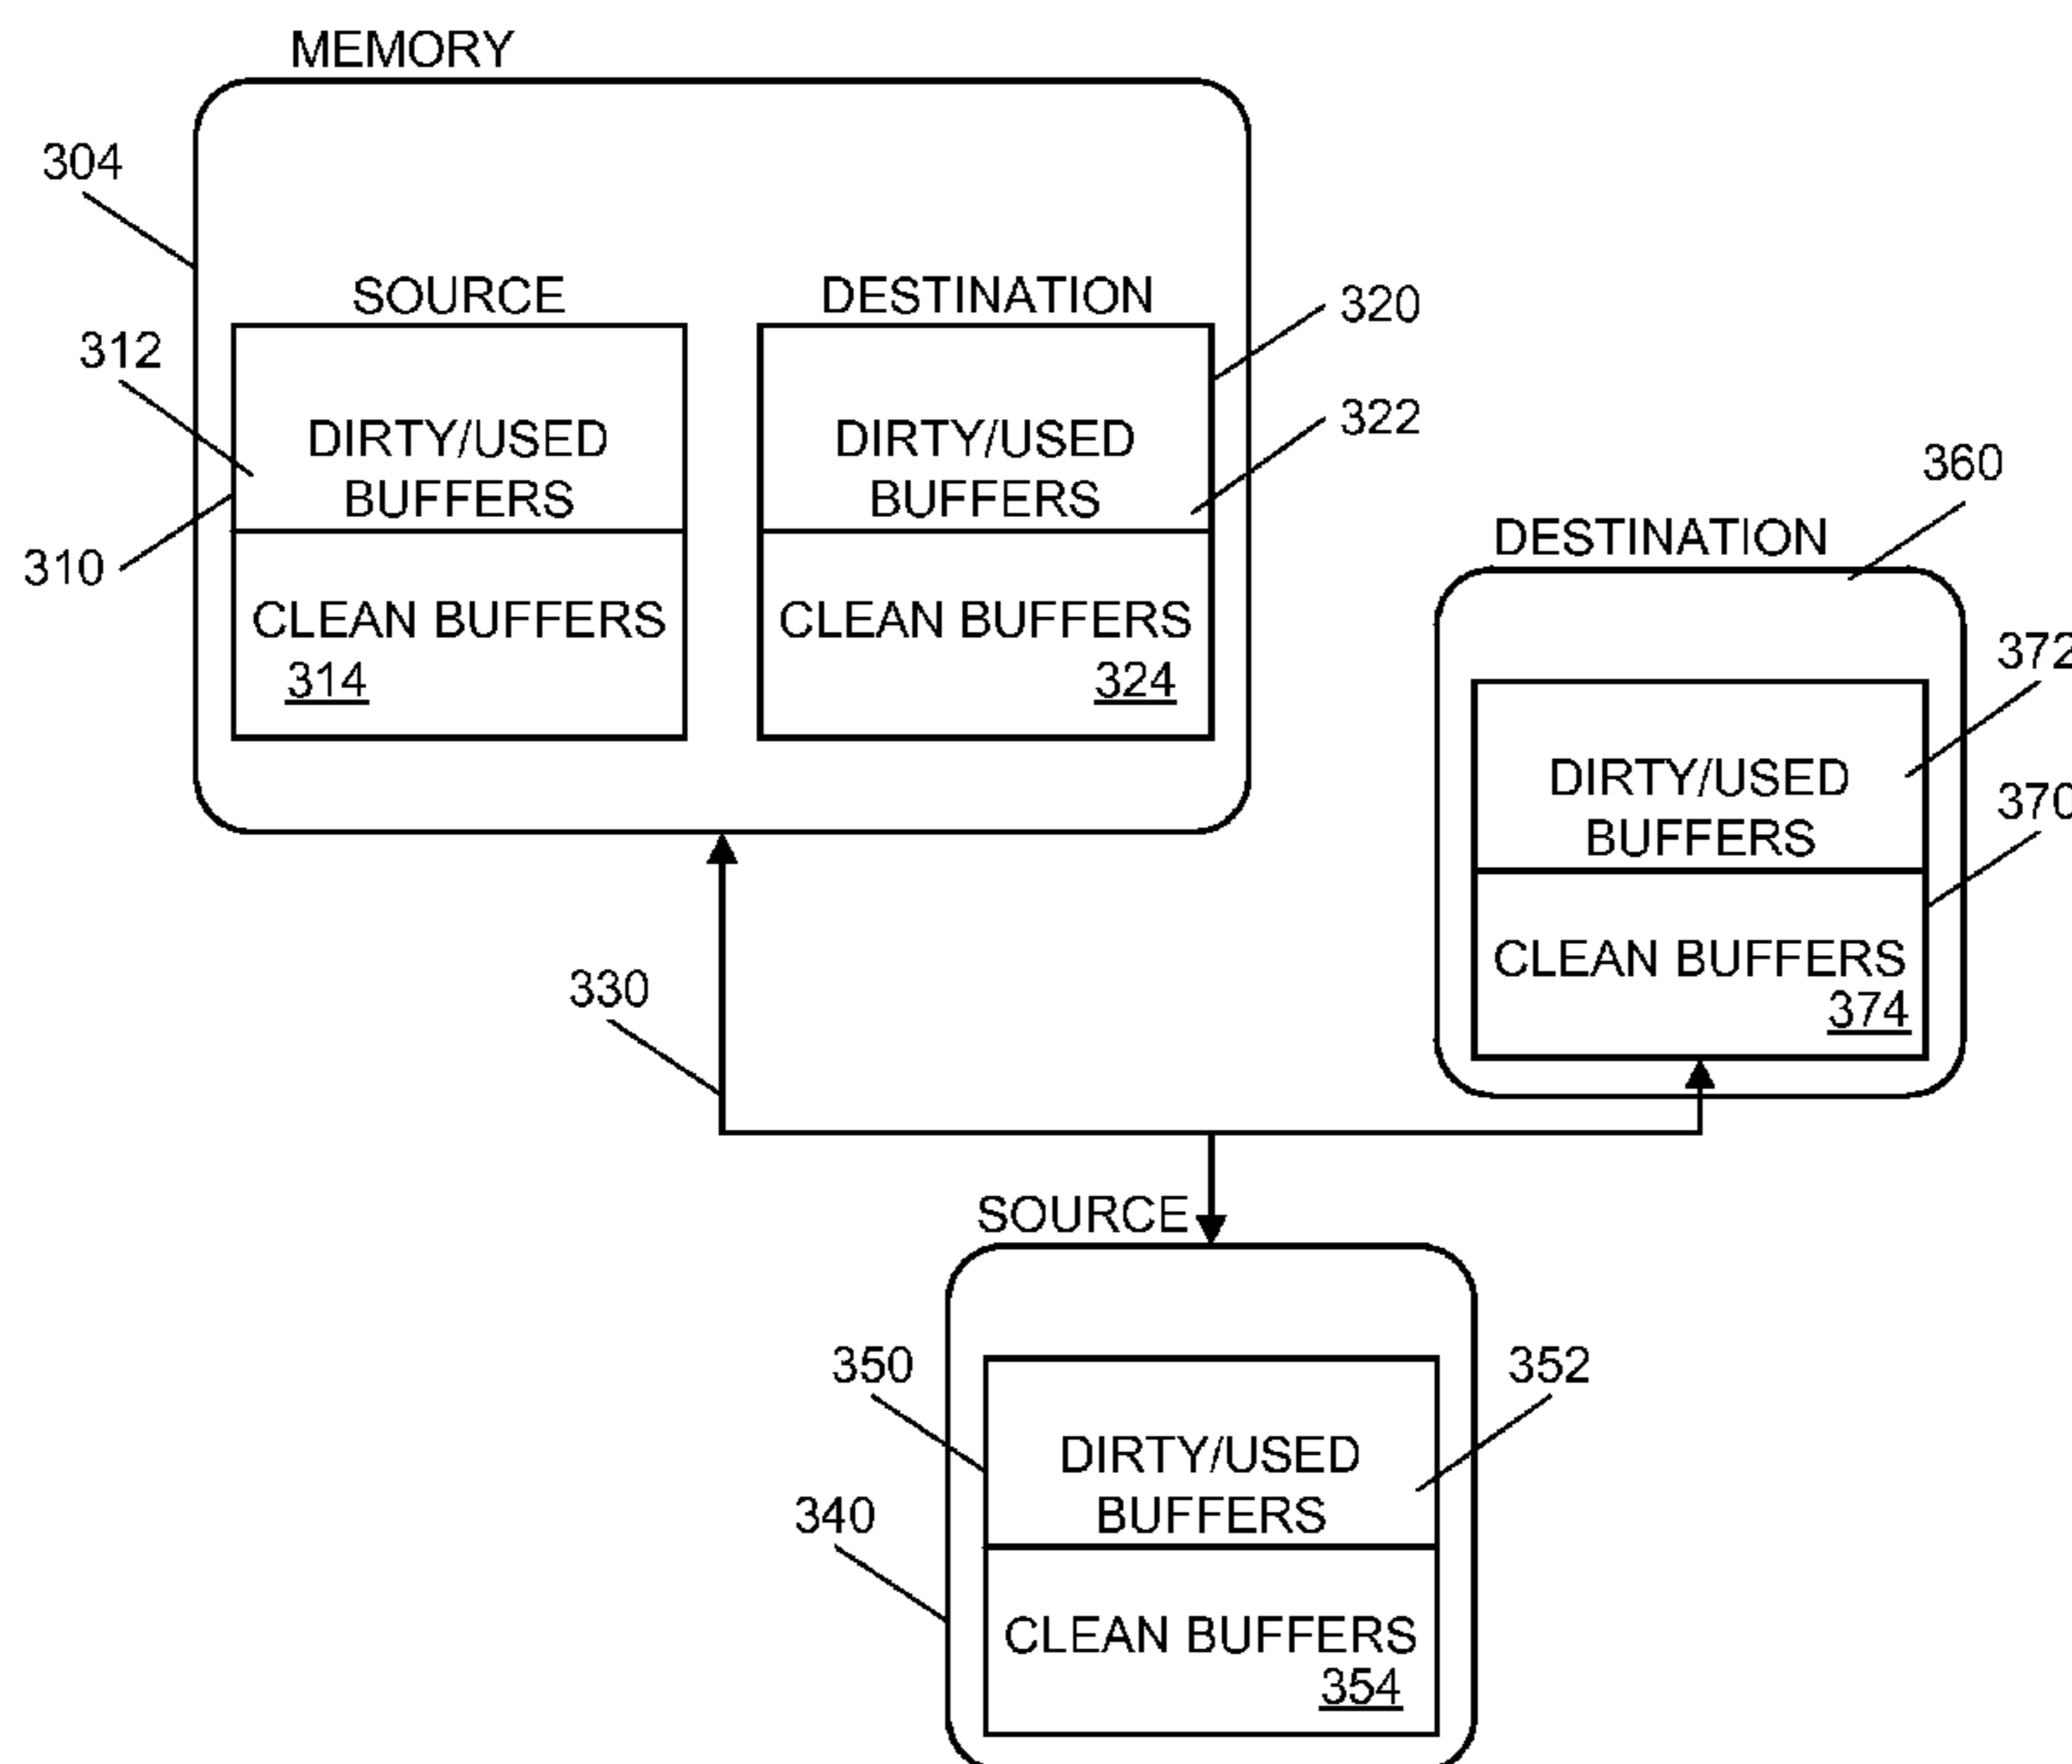 MEMORY
304
SOURCE
DESTINATION
320
312
DIRTY/USED
BUFFERS
DIRTY/USED
BUFFERS
322
310
CLEAN BUFFERS
314
CLEAN BUFFERS
324
360
DESTINATION
372
DIRTY/USED
BUFFERS
370
CLEAN BUFFERS
374
330
SOURCE
350
352
DIRTY/USED
BUFFERS
340
CLEAN BUFFERS
354